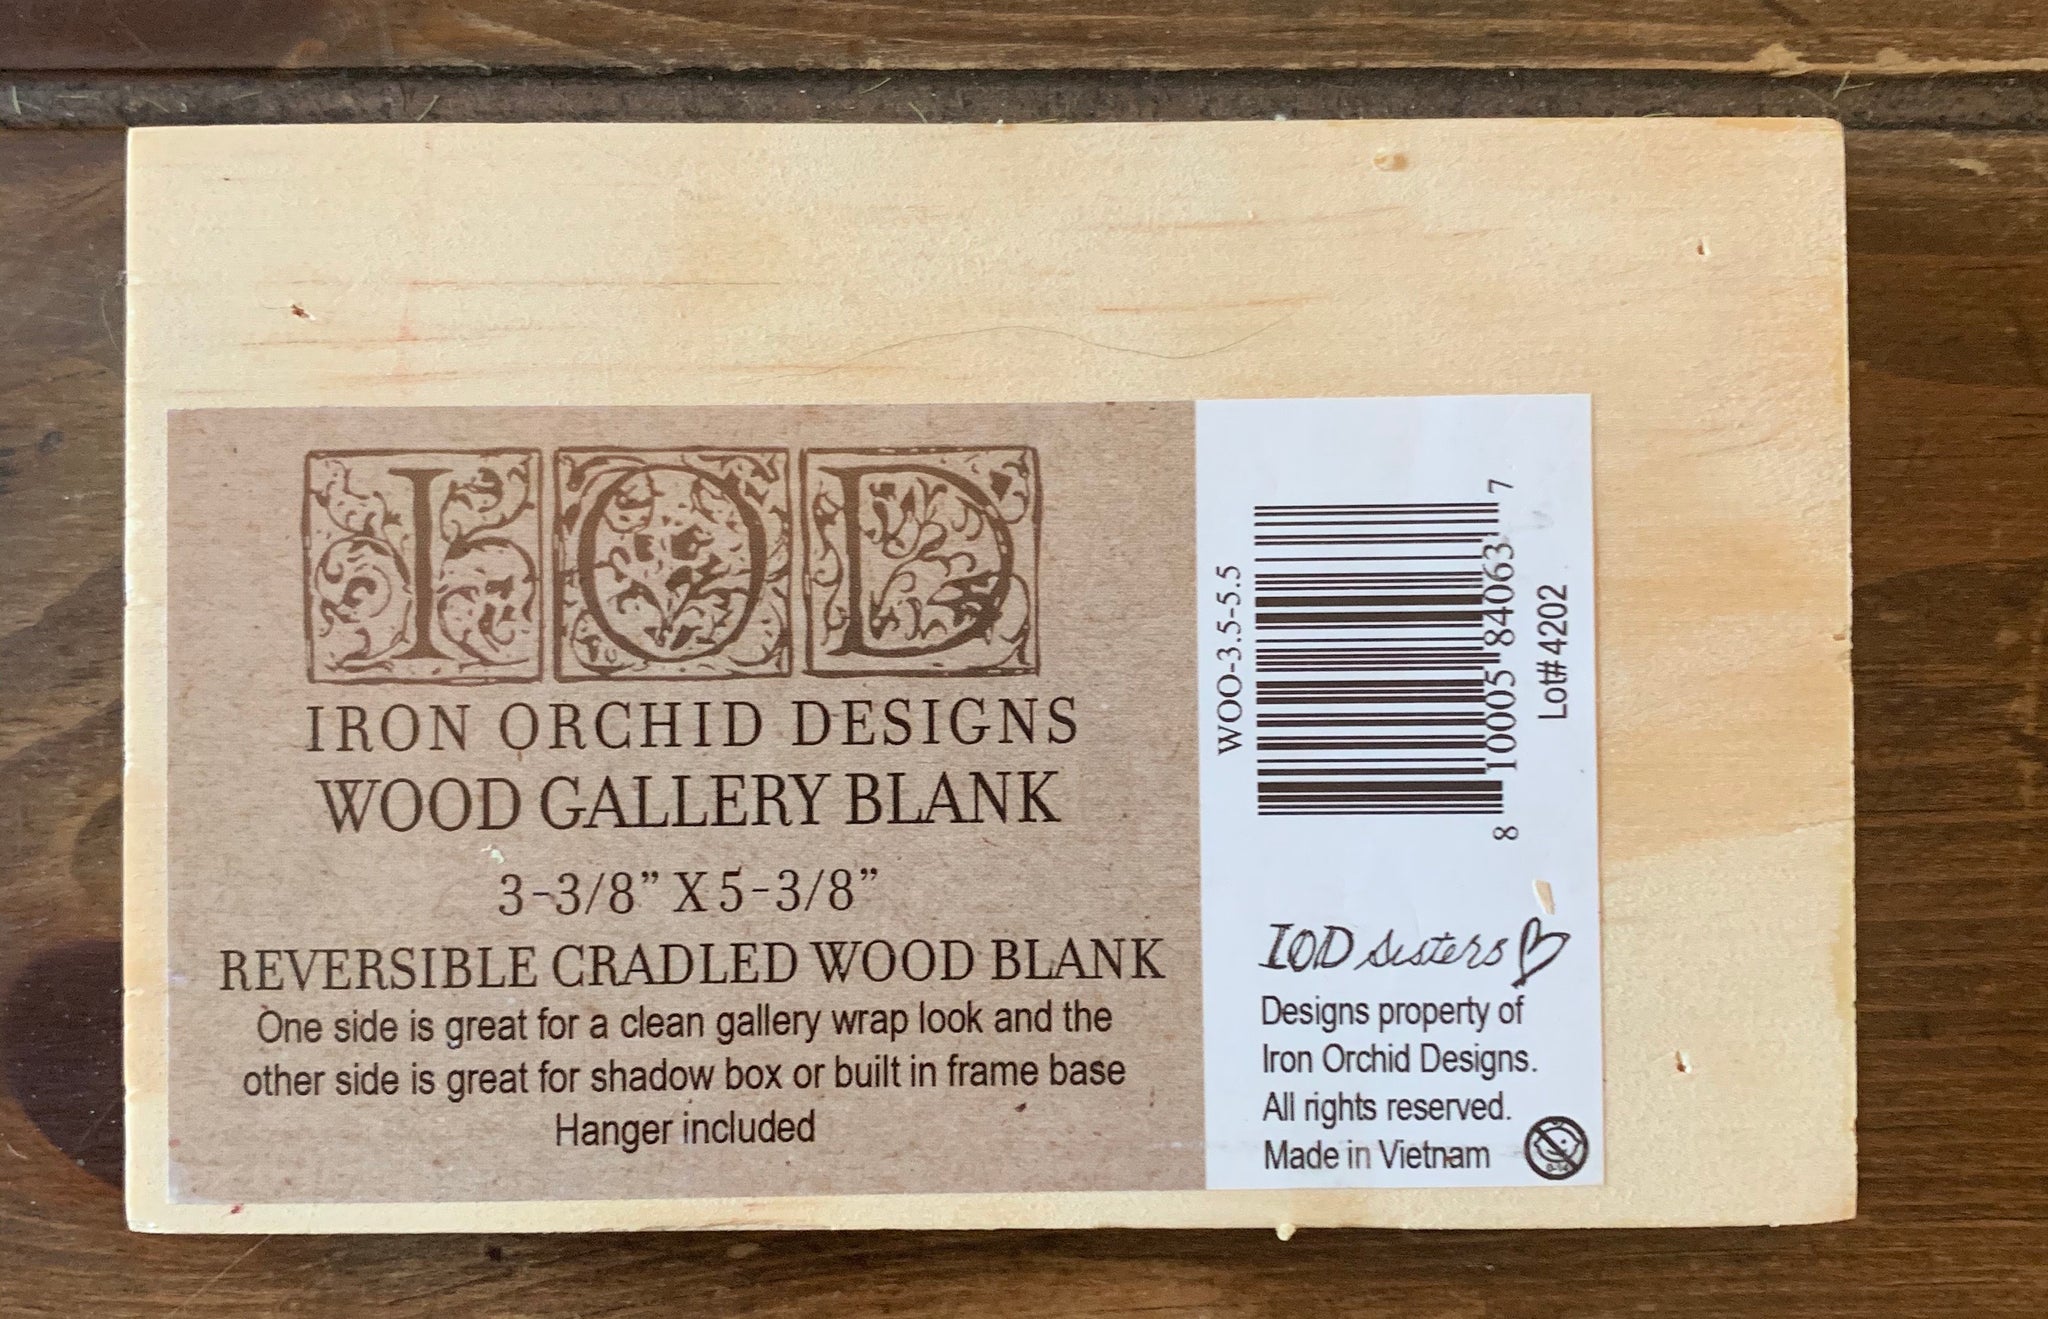 IOD
IRON ORCHID DESIGNS
WOOD GALLERY BLANK
3-3/8” X 5-3/8”
REVERSIBLE CRADLED WOOD BLANK
One side is great for a clean gallery wrap look and the
other side is great for shadow box or built in frame base
Hanger included
WOO-3.5-5.5
8 10005 84063 7
Lot# 4202
IOD Sisters
Designs property of
Iron Orchid Designs.
All rights reserved.
Made in Vietnam